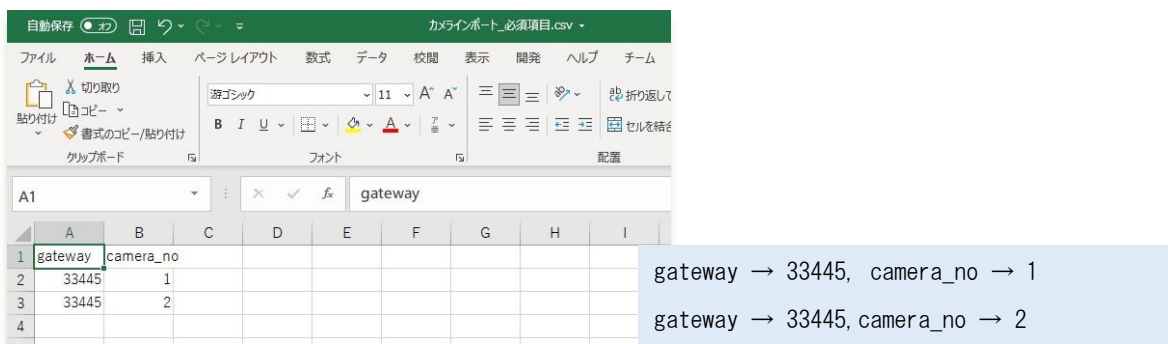 自動保存 オフ カメラインポート_必須項目.csv
ファイル ホーム 挿入 ページ レイアウト 数式 データ 校閲 表示 開発 ヘルプ チーム
貼り付け
切り取り
コピー
書式のコピー/貼り付け
クリップボード
游ゴシック 11 A A
B I U A ア亜
フォント
ab 折り返して
セルを結合
配置
A1 fx gateway
A B C D E F G H I
1 gateway camera_no
2 33445 1
3 33445 2
4
gateway → 33445, camera_no → 1
gateway → 33445,camera_no → 2